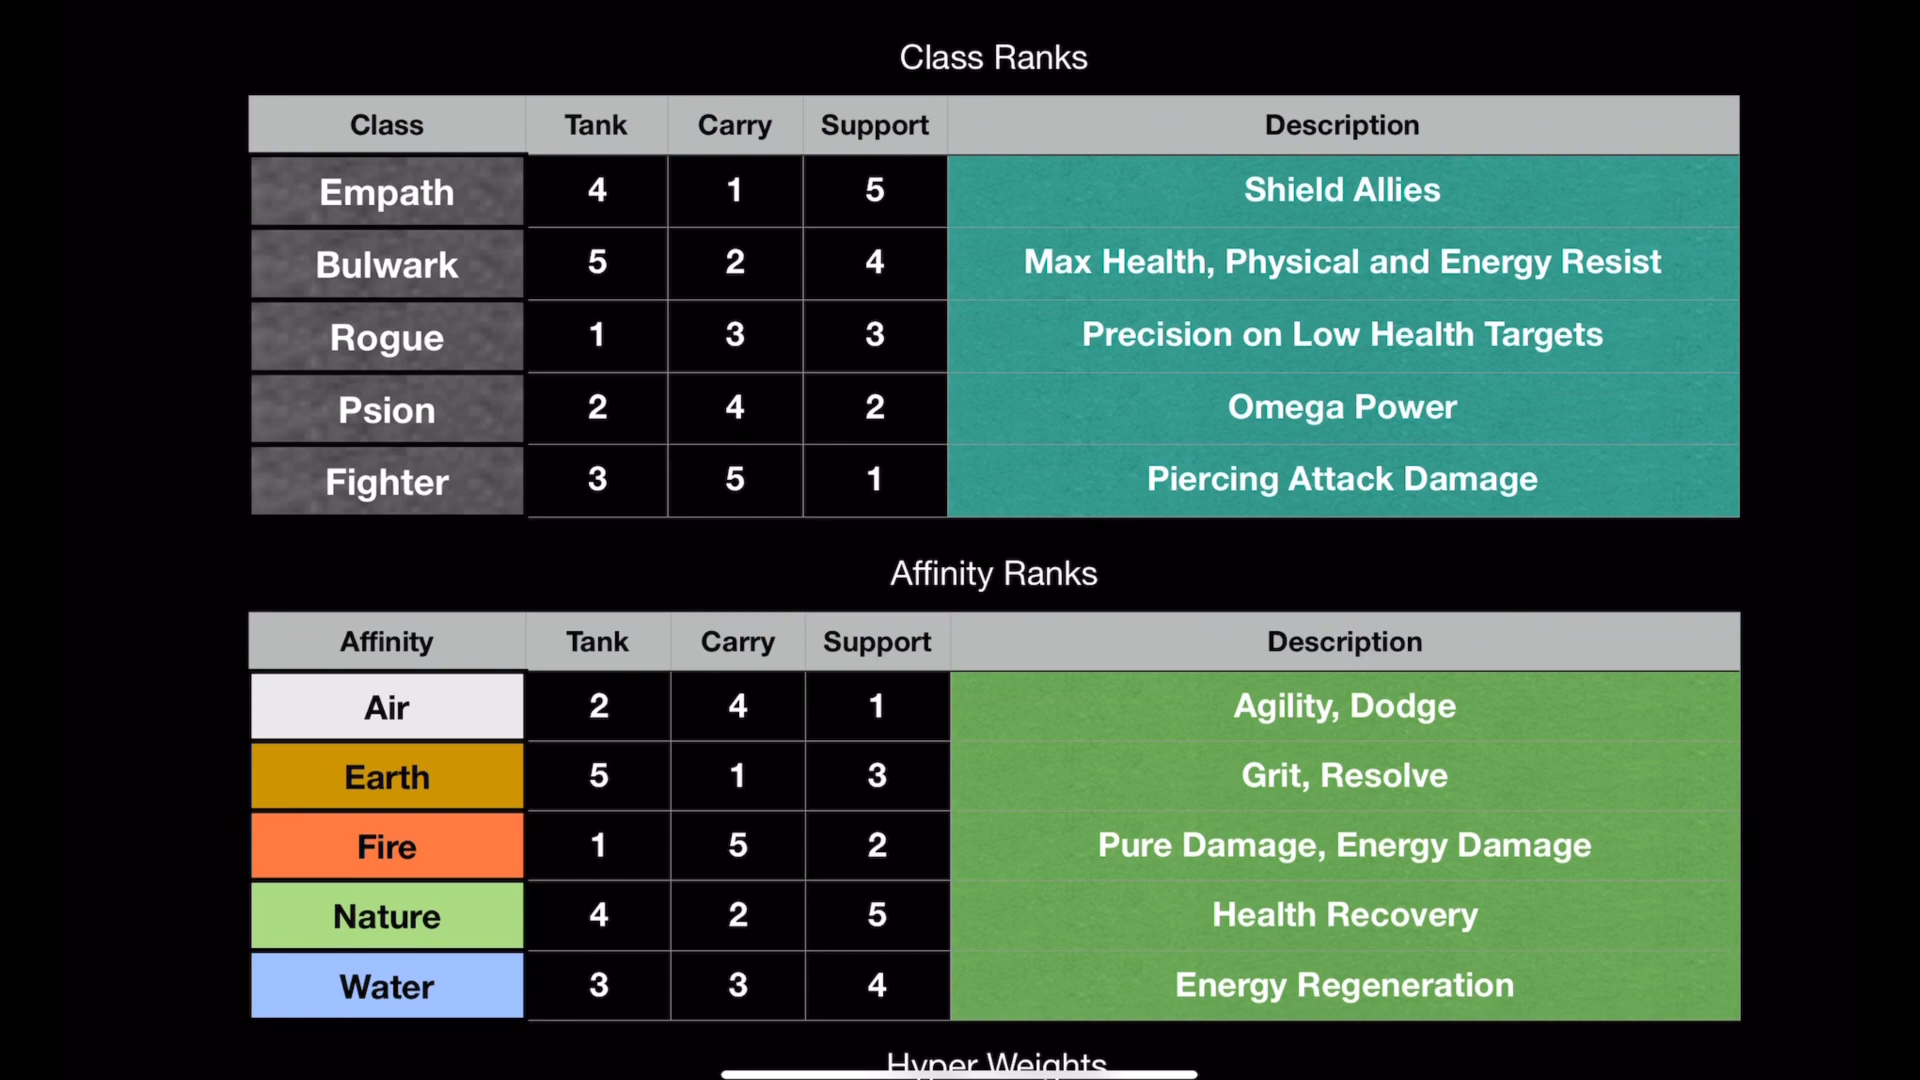 Class Ranks
Class Tank Carry Support Description
Empath 4 1 5 Shield Allies
Bulwark 5 2 4 Max Health, Physical and Energy Resist
Rogue 1 3 3 Precision on Low Health Targets
Psion 2 4 2 Omega Power
Fighter 3 5 1 Piercing Attack Damage
Affinity Ranks
Affinity Tank Carry Support Description
Air 2 4 1 Agility, Dodge
Earth 5 1 3 Grit, Resolve
Fire 1 5 2 Pure Damage, Energy Damage
Nature 4 2 5 Health Recovery
Water 3 3 4 Energy Regeneration
Hyper Weights